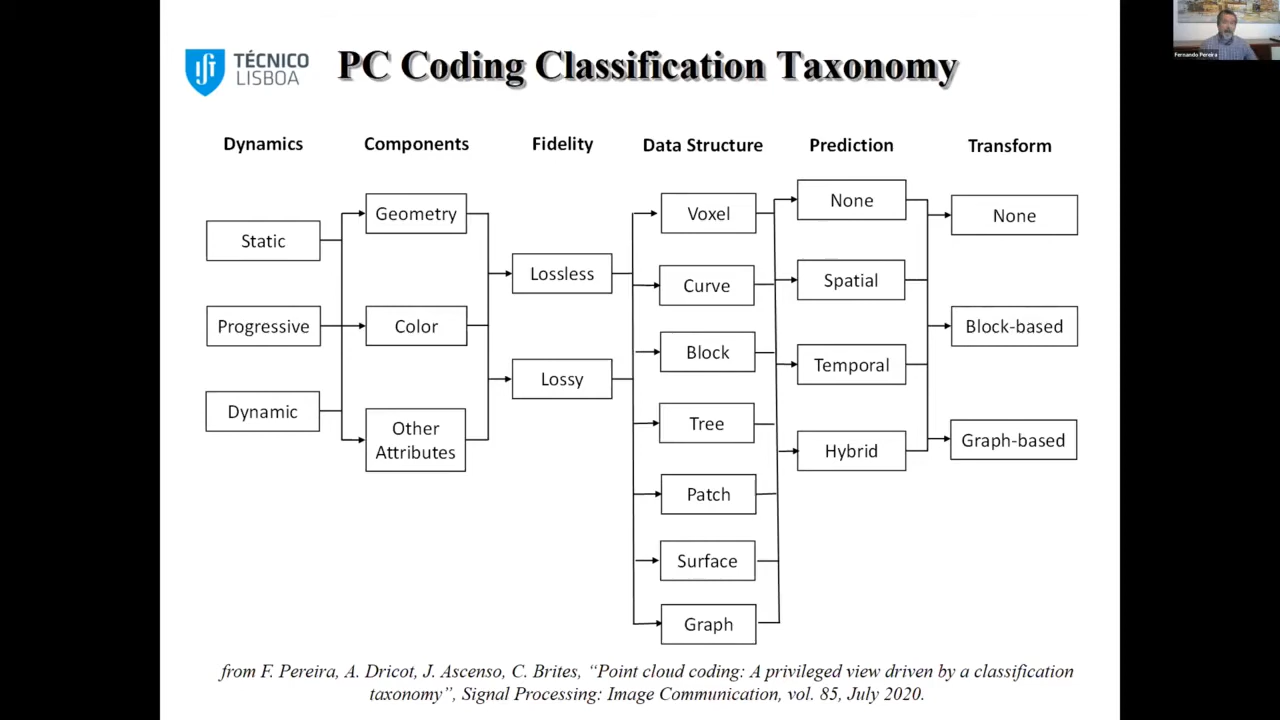 TÉCNICO
LISBOA
PC Coding Classification Taxonomy
Fernando Pereira
Dynamics
Components
Fidelity
Data Structure
Prediction
Transform
Static
Progressive
Dynamic
Geometry
Color
Other
Attributes
Lossless
Lossy
Voxel
Curve
Block
Tree
Patch
Surface
Graph
None
Spatial
Temporal
Hybrid
None
Block-based
Graph-based
from F. Pereira, A. Dricot, J. Ascenso, C. Brites, “Point cloud coding: A privileged view driven by a classification
taxonomy”, Signal Processing: Image Communication, vol. 85, July 2020.